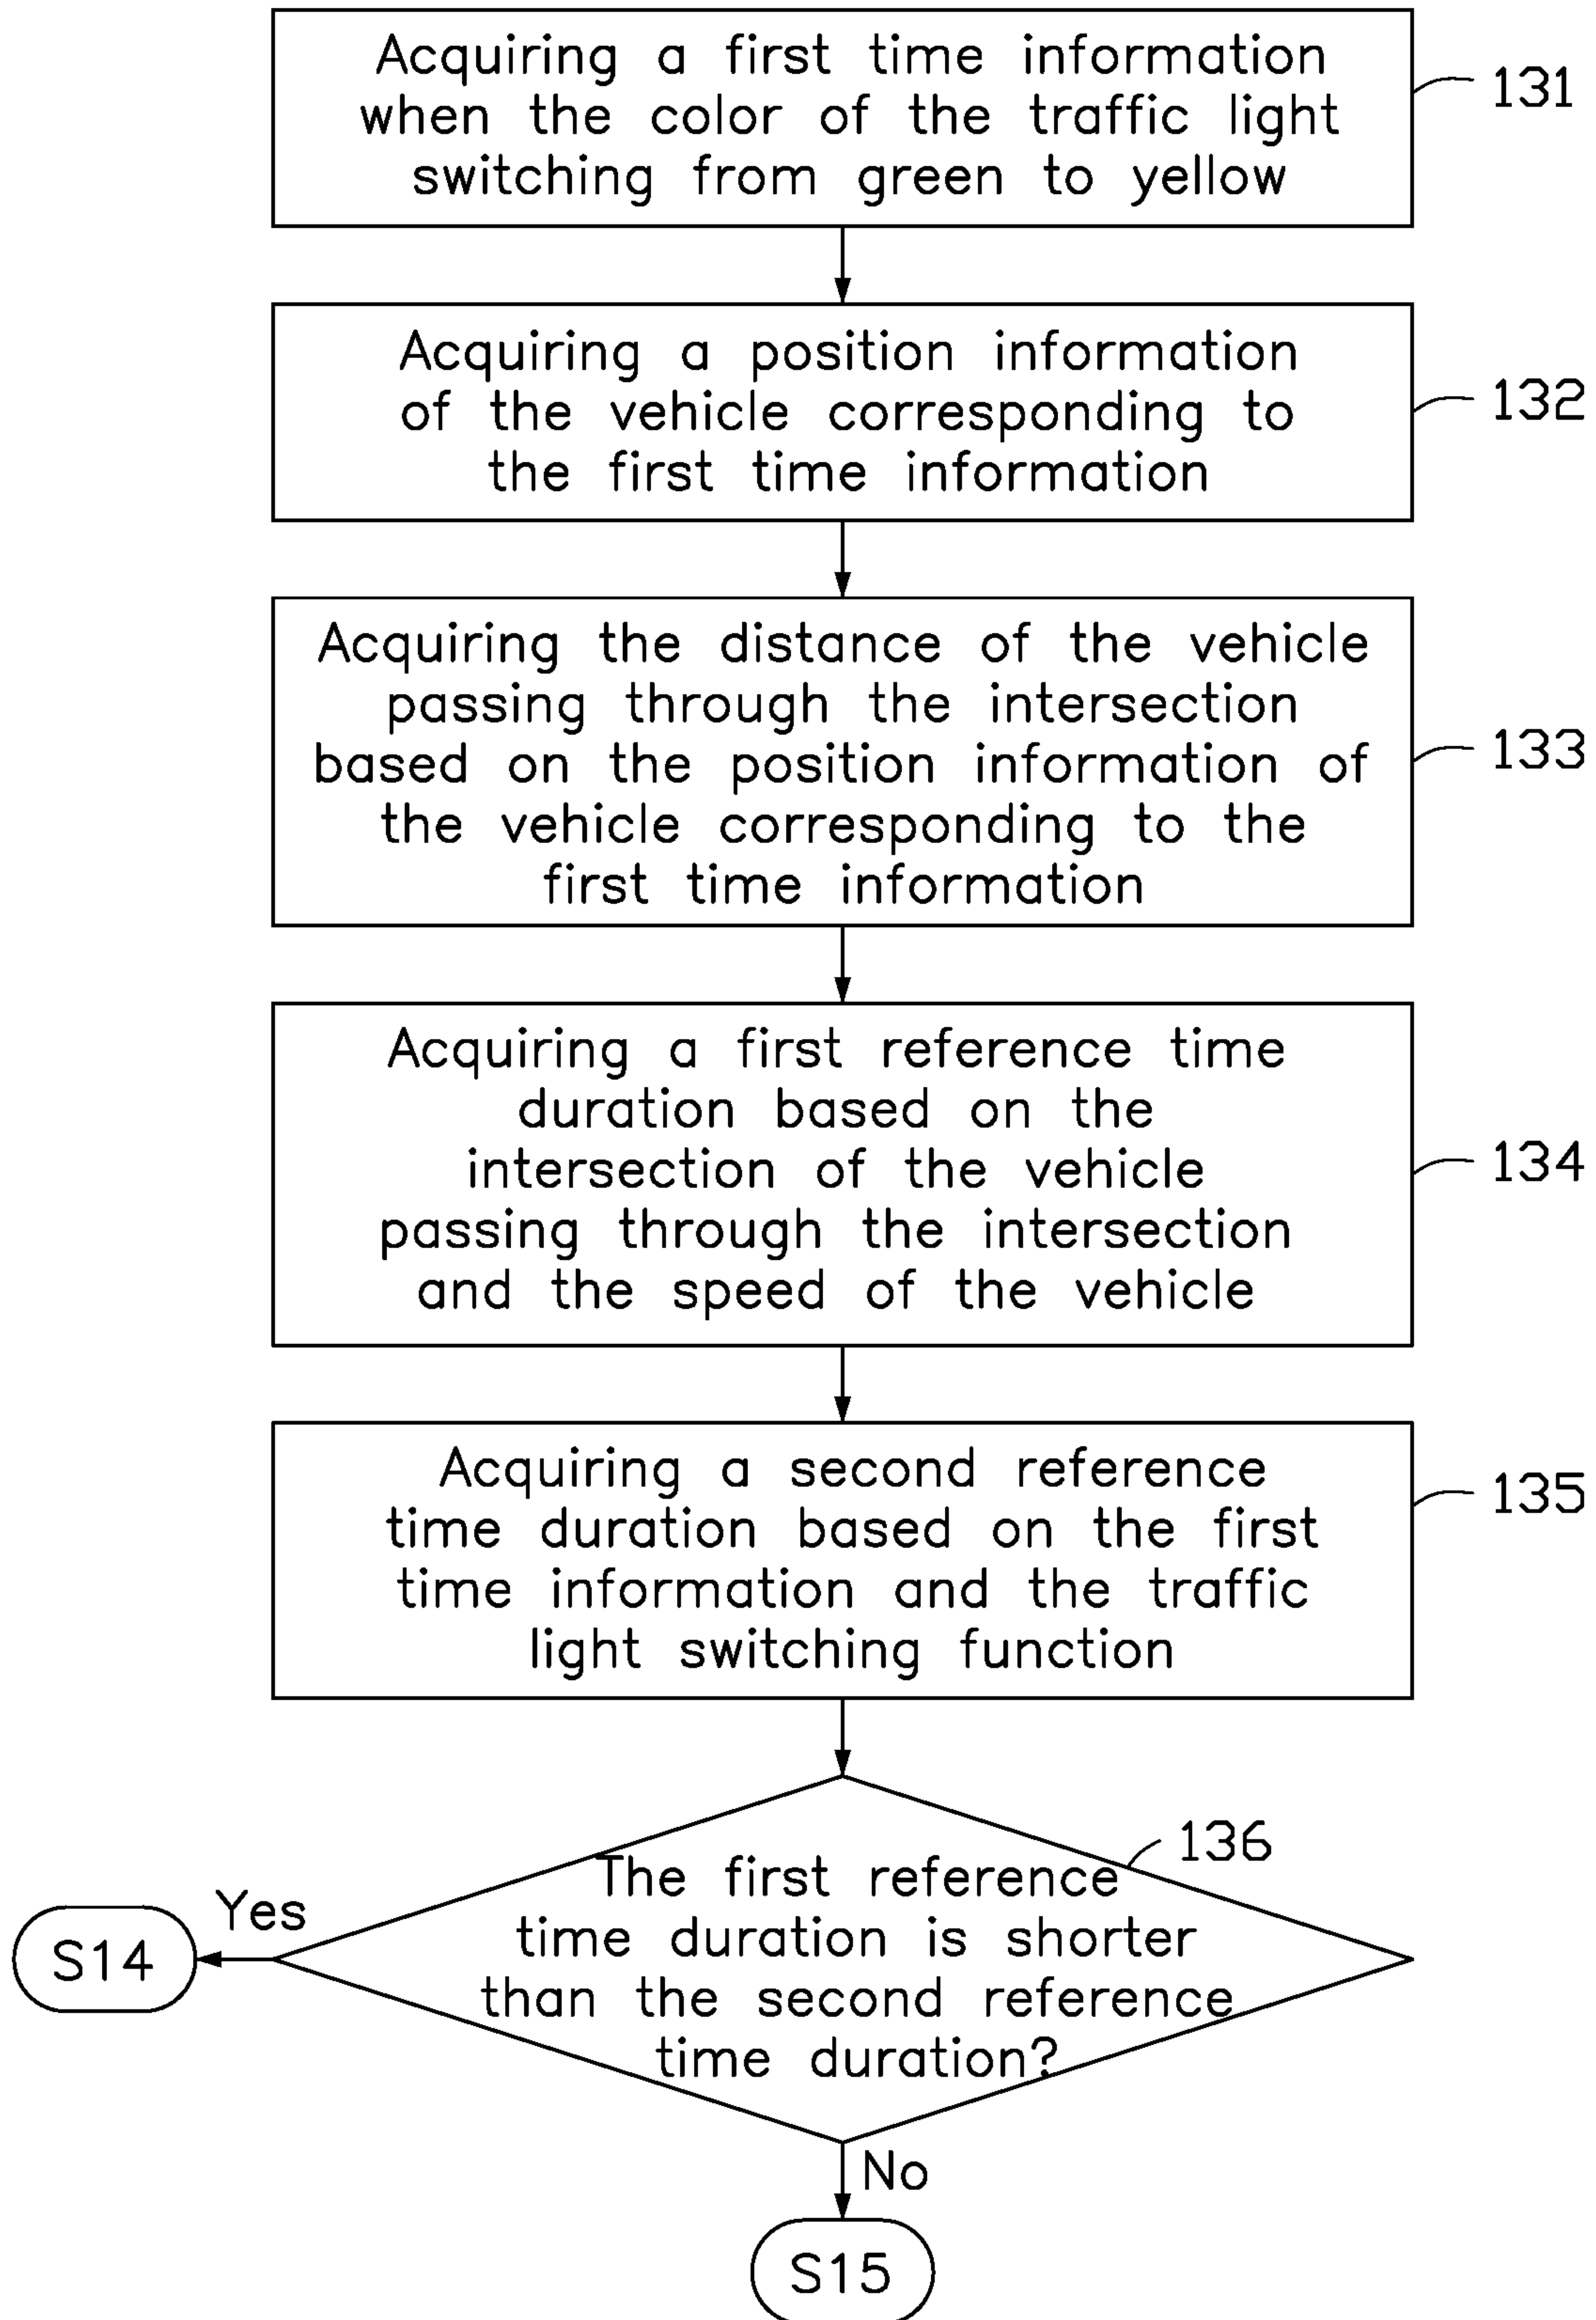 Acquiring a first time information
when the color of the traffic light
switching from green to yellow
131
Acquiring a position information
of the vehicle corresponding to
the first time information
132
Acquiring the distance of the vehicle
passing through the intersection
based on the position information of
the vehicle corresponding to the
first time information
133
Acquiring a first reference time
duration based on the
intersection of the vehicle
passing through the intersection
and the speed of the vehicle
134
Acquiring a second reference
time duration based on the first
time information and the traffic
light switching function
135
136
The first reference
time duration is shorter
than the second reference
time duration?
Yes
S14
No
S15